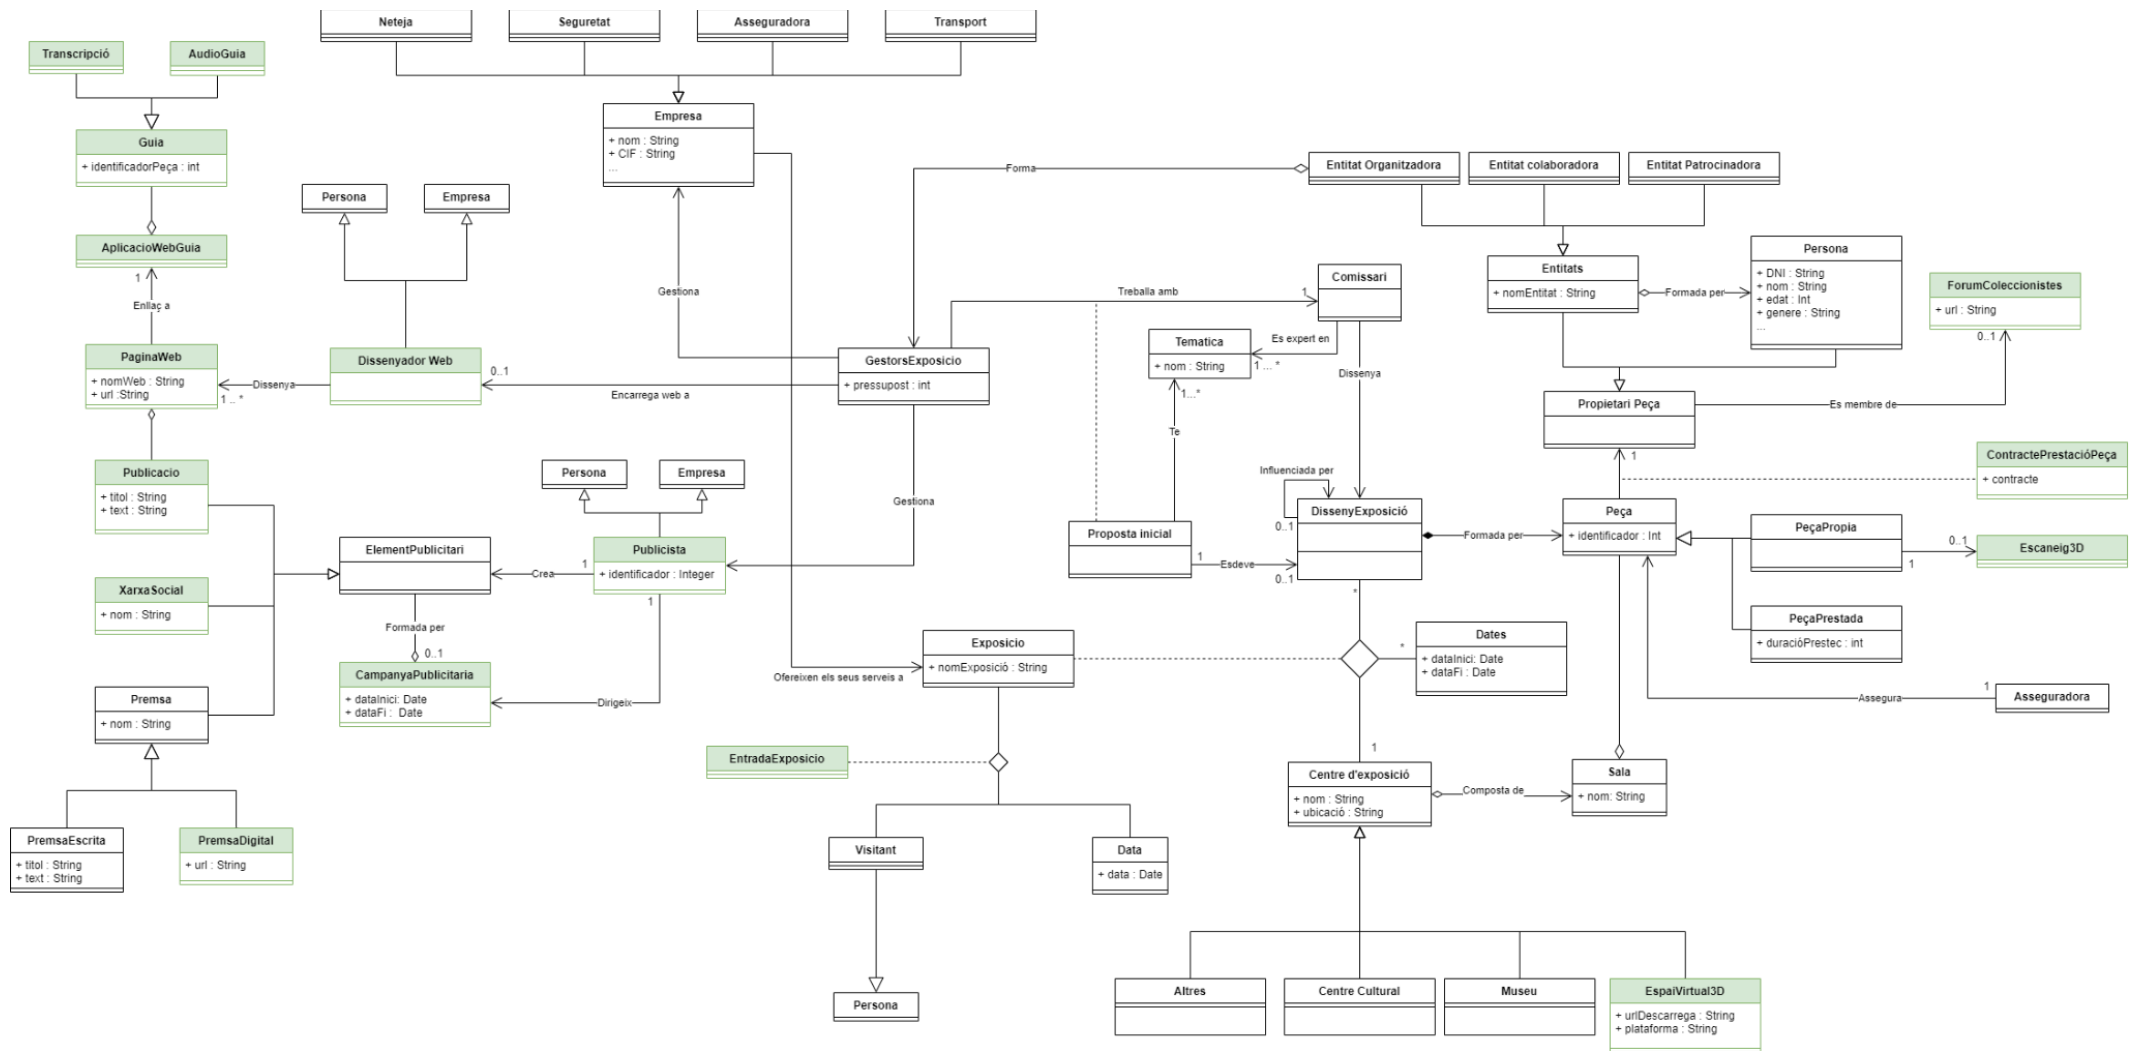 Neteja
Seguretat
Asseguradora
Transport
Transcripció
AudioGuia
Guia
+ identificadorPeça : int
Empresa
+ nom : String
+ CIF : String
...
Persona
Empresa
AplicacioWebGuia
1
Enllaç a
PaginaWeb
+ nomWeb : String
+ url :String
Dissenya
1 .. *
Dissenyador Web
0..1
Encarrega web a
Gestiona
GestorsExposicio
+ pressupost : int
Forma
Treballa amb
1
Comissari
Es expert en
1 ... *
Tematica
+ nom : String
1...*
Te
Dissenya
Entitat Organitzadora
Entitat colaboradora
Entitat Patrocinadora
Entitats
+ nomEntitat : String
Formada per
Persona
+ DNI : String
+ nom : String
+ edat : Int
+ genere : String
...
ForumColeccionistes
+ url : String
0..1
Propietari Peça
Es membre de
1
ContractePrestacióPeça
+ contracte
Publicacio
+ titol : String
+ text : String
Persona
Empresa
Gestiona
Publicista
+ identificador : Integer
1
1
Crea
ElementPublicitari
XarxaSocial
+ nom : String
Formada per
0..1
CampanyaPublicitaria
+ dataInici: Date
+ dataFi : Date
Dirigeix
Premsa
+ nom : String
PremsaEscrita
+ titol : String
+ text : String
PremsaDigital
+ url : String
Influenciada per
0..1
DissenyExposició
Proposta inicial
1
Esdeve
0..1
Formada per
Peça
+ identificador : Int
PeçaPropia
0..1
1
Escaneig3D
PeçaPrestada
+ duracióPrestec : int
*
Exposicio
+ nomExposició : String
Ofereixen els seus serveis a
*
Dates
+ dataInici: Date
+ dataFi : Date
1
Assegura
Asseguradora
EntradaExposicio
1
Centre d'exposició
+ nom : String
+ ubicació : String
Composta de
Sala
+ nom: String
Visitant
Data
+ data : Date
Persona
Altres
Centre Cultural
Museu
EspaiVirtual3D
+ urlDescarrega : String
+ plataforma : String